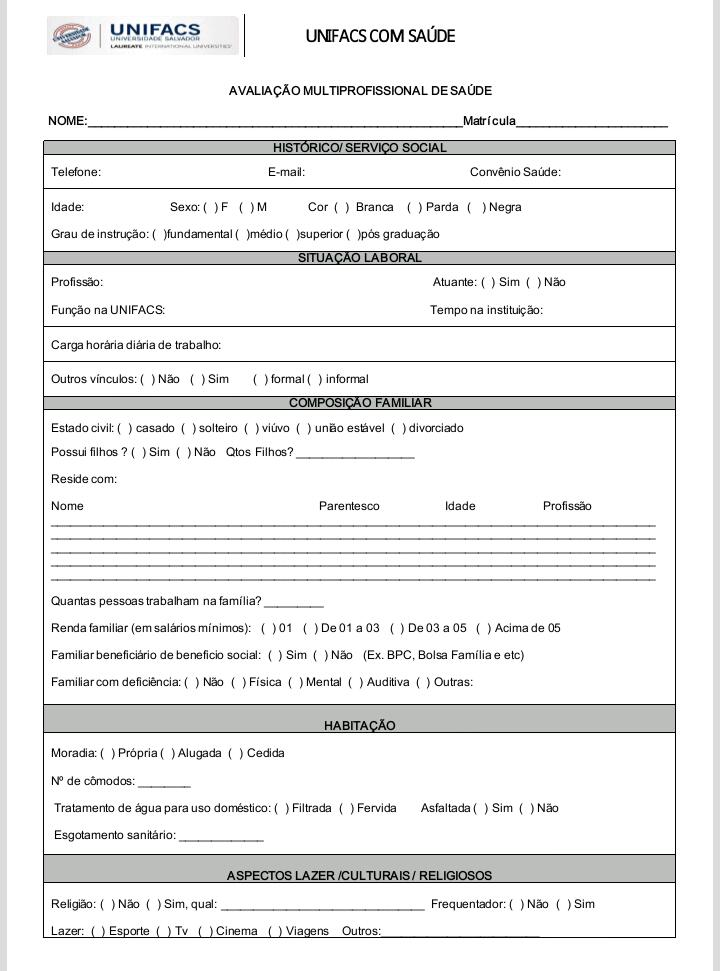 UNIFACS
UNIVERSIDADE SALVADOR
LAUREATE INTERNATIONAL UNIVERSITIES
UNIFACS COM SAÚDE
AVALIAÇÃO MULTIPROFISSIONAL DE SAÚDE
NOME:______________________________Matrícula____________
HISTÓRICO/ SERVIÇO SOCIAL
Telefone: E-mail: Convênio Saúde:
Idade: Sexo: ( ) F ( ) M Cor ( ) Branca ( ) Parda ( ) Negra
Grau de instrução: ( )fundamental ( )médio ( )superior ( )pós graduação
SITUAÇÃO LABORAL
Profissão: Atuante: ( ) Sim ( ) Não
Função na UNIFACS: Tempo na instituição:
Carga horária diária de trabalho:
Outros vínculos: ( ) Não ( ) Sim ( ) formal ( ) informal
COMPOSIÇÃO FAMILIAR
Estado civil: ( ) casado ( ) solteiro ( ) viúvo ( ) união estável ( ) divorciado
Possui filhos ? ( ) Sim ( ) Não Qtos Filhos? __________________
Reside com:
Nome Parentesco Idade Profissão
Quantas pessoas trabalham na família? _________
Renda familiar (em salários mínimos): ( ) 01 ( ) De 01 a 03 ( ) De 03 a 05 ( ) Acima de 05
Familiar beneficiário de beneficio social: ( ) Sim ( ) Não (Ex. BPC, Bolsa Família e etc)
Familiar com deficiência: ( ) Não ( ) Física ( ) Mental ( ) Auditiva ( ) Outras:
HABITAÇÃO
Moradia: ( ) Própria ( ) Alugada ( ) Cedida
Nº de cômodos: ________
Tratamento de água para uso doméstico: ( ) Filtrada ( ) Fervida Asfaltada ( ) Sim ( ) Não
Esgotamento sanitário: _____________
ASPECTOS LAZER /CULTURAIS / RELIGIOSOS
Religião: ( ) Não ( ) Sim, qual: _______________________________ Frequentador: ( ) Não ( ) Sim
Lazer: ( ) Esporte ( ) Tv ( ) Cinema ( ) Viagens Outros:________________________